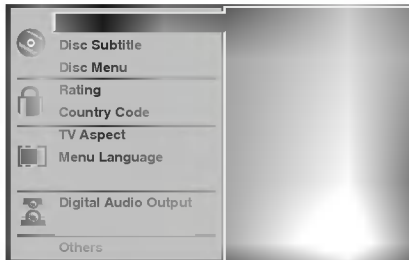 Disc Subtitle
Disc Menu
Rating
Country Code
TV Aspect
Menu Language
Digital Audio Output
Others